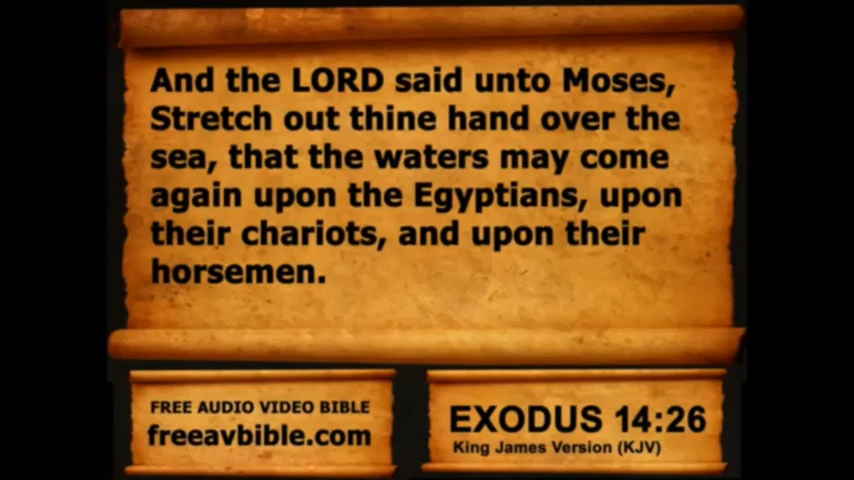 And the LORD said unto Moses,
Stretch out thine hand over the
sea, that the waters may come
again upon the Egyptians, upon
their chariots, and upon their
horsemen.
FREE AUDIO VIDEO BIBLE
freeavbible.com
EXODUS 14:26
King James Version (KJV)